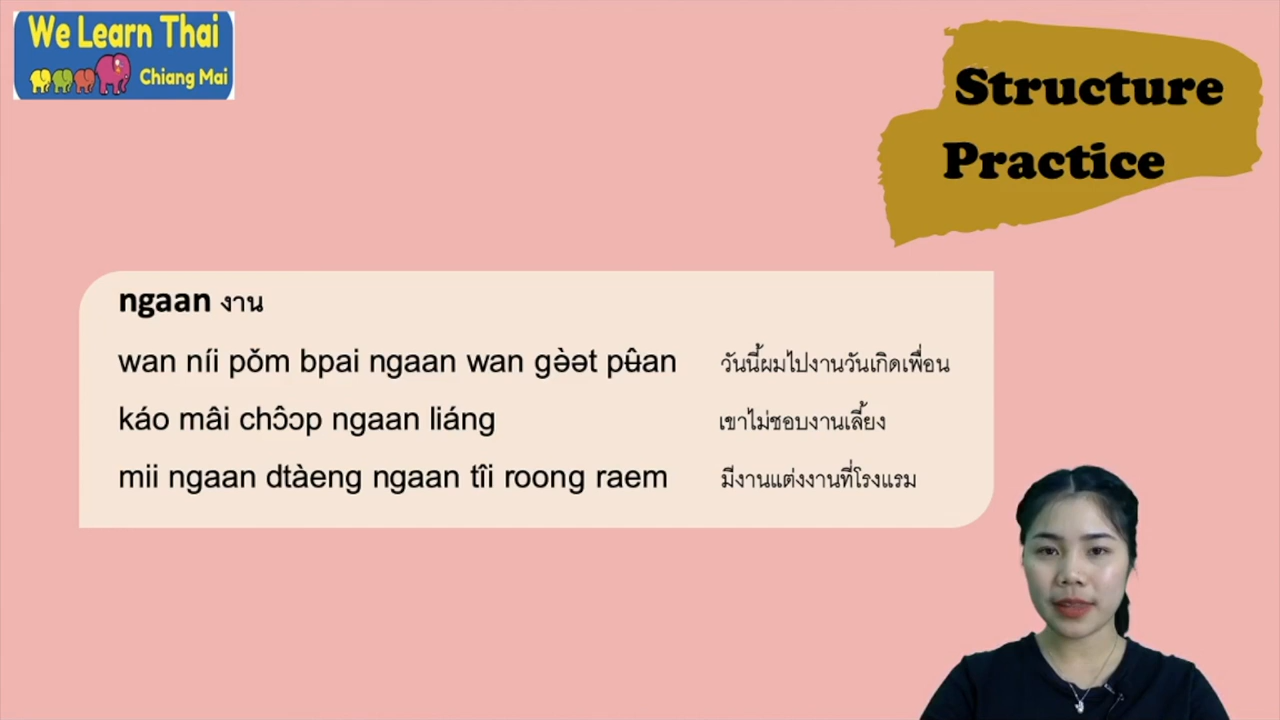 We Learn Thai
Chiang Mai
Structure
Practice
ngaan งาน
wan níi pǒm bpai ngaan wan gə̀ət pʉ̂an วันนี้ผมไปงานวันเกิดเพื่อน
káo mâi chɔ̂ɔp ngaan liáng เขาไม่ชอบงานเลี้ยง
mii ngaan dtàeng ngaan tîi roong raem มีงานแต่งงานที่โรงแรม